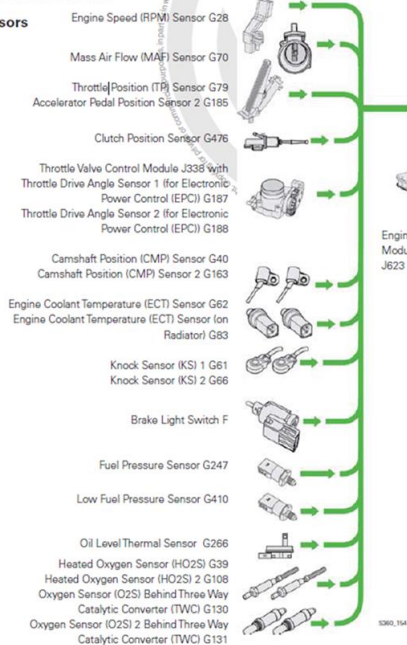 sors
Engine Speed (RPM) Sensor G28
Mass Air Flow (MAF) Sensor G70
Throttle Position (TP) Sensor G79
Accelerator Pedal Position Sensor 2 G185
Clutch Position Sensor G476
Throttle Valve Control Module J338 with
Throttle Drive Angle Sensor 1 (for Electronic
Power Control (EPC)) G187
Throttle Drive Angle Sensor 2 (for Electronic
Power Control (EPC)) G188
Engin
Modu
J623
Camshaft Position (CMP) Sensor G40
Camshaft Position (CMP) Sensor 2 G163
Engine Coolant Temperature (ECT) Sensor G62
Engine Coolant Temperature (ECT) Sensor (on
Radiator) G83
Knock Sensor (KS) 1 G61
Knock Sensor (KS) 2 G66
Brake Light Switch F
Fuel Pressure Sensor G247
Low Fuel Pressure Sensor G410
Oil Level Thermal Sensor G266
Heated Oxygen Sensor (HO2S) G39
Heated Oxygen Sensor (HO2S) 2 G108
Oxygen Sensor (O2S) Behind Three Way
Catalytic Converter (TWC) G130
Oxygen Sensor (O2S) 2 Behind Three Way
Catalytic Converter (TWC) G131
S360_154